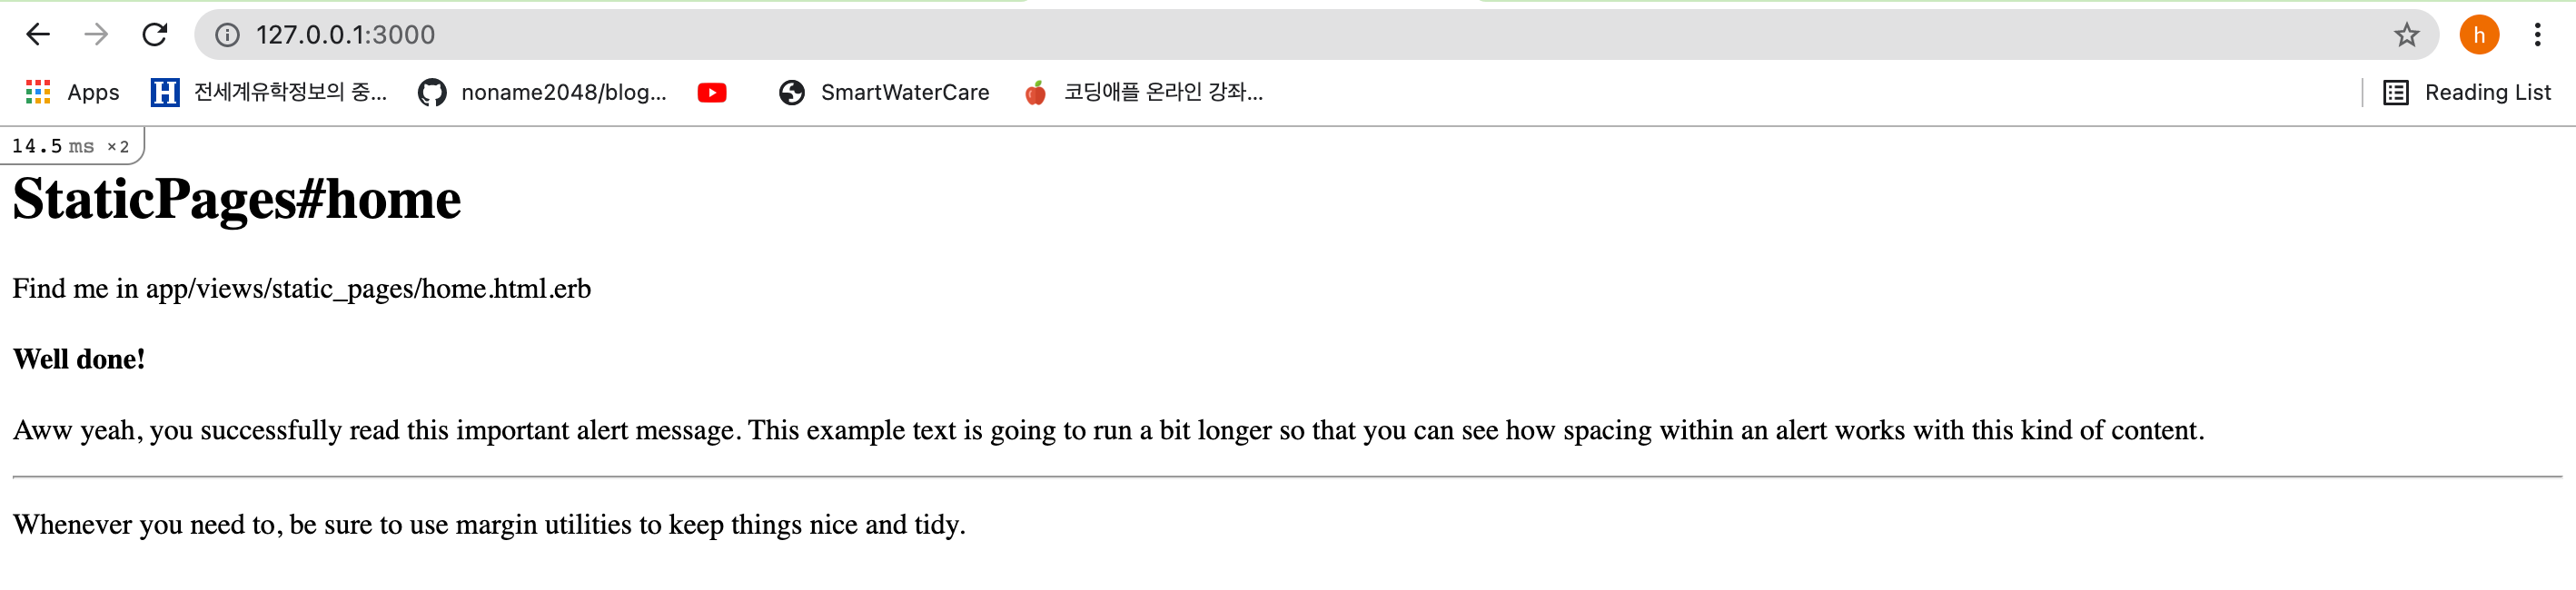 127.0.0.1:3000
h
Apps
H 전세계유학정보의 중...
noname2048/blog...
SmartWaterCare
코딩애플 온라인 강좌...
Reading List
14.5 ms ×2
StaticPages#home
Find me in app/views/static_pages/home.html.erb
Well done!
Aww yeah, you successfully read this important alert message. This example text is going to run a bit longer so that you can see how spacing within an alert works with this kind of content.
Whenever you need to, be sure to use margin utilities to keep things nice and tidy.